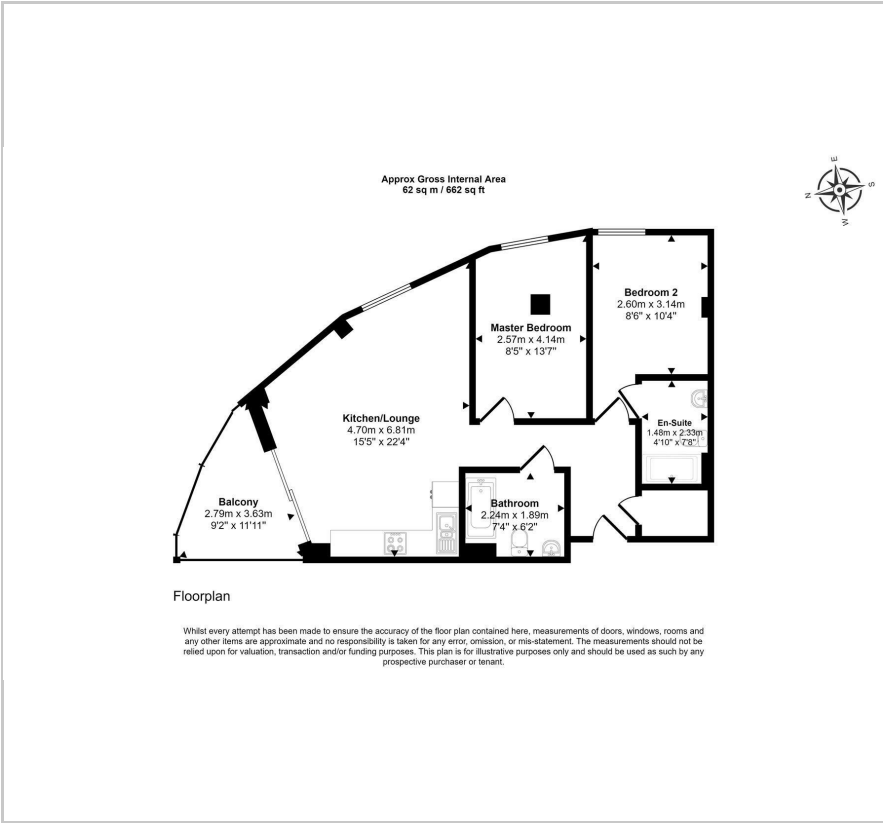 Approx Gross Internal Area
62 sq m / 662 sq ft
E
N
S
W
Bedroom 2
2.60m x 3.14m
8'6" x 10'4"
Master Bedroom
2.57m x 4.14m
8'5" x 13'7"
Kitchen/Lounge
4.70m x 6.81m
15'5" x 22'4"
En-Suite
1.48m x 2.33m
4'10" x 7'8"
Balcony
2.79m x 3.63m
9'2" x 11'11"
Bathroom
2.24m x 1.89m
7'4" x 6'2"
Floorplan
Whilst every attempt has been made to ensure the accuracy of the floor plan contained here, measurements of doors, windows, rooms and
any other items are approximate and no responsibility is taken for any error, omission, or mis-statement. The measurements should not be
relied upon for valuation, transaction and/or funding purposes. This plan is for illustrative purposes only and should be used as such by any
prospective purchaser or tenant.